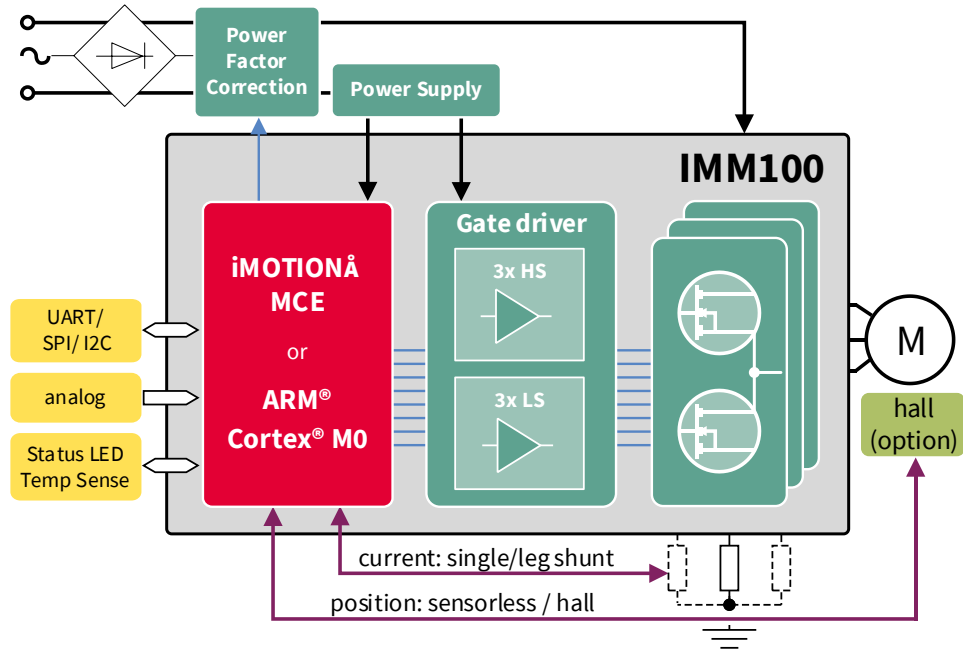 Power
Factor
Correction
Power Supply
IMM100
iMOTIONÅ
MCE
or
ARM®
Cortex® M0
Gate driver
3x HS
3x LS
UART/
SPI/ I2C
analog
Status LED
Temp Sense
M
hall
(option)
current: single/leg shunt
position: sensorless / hall